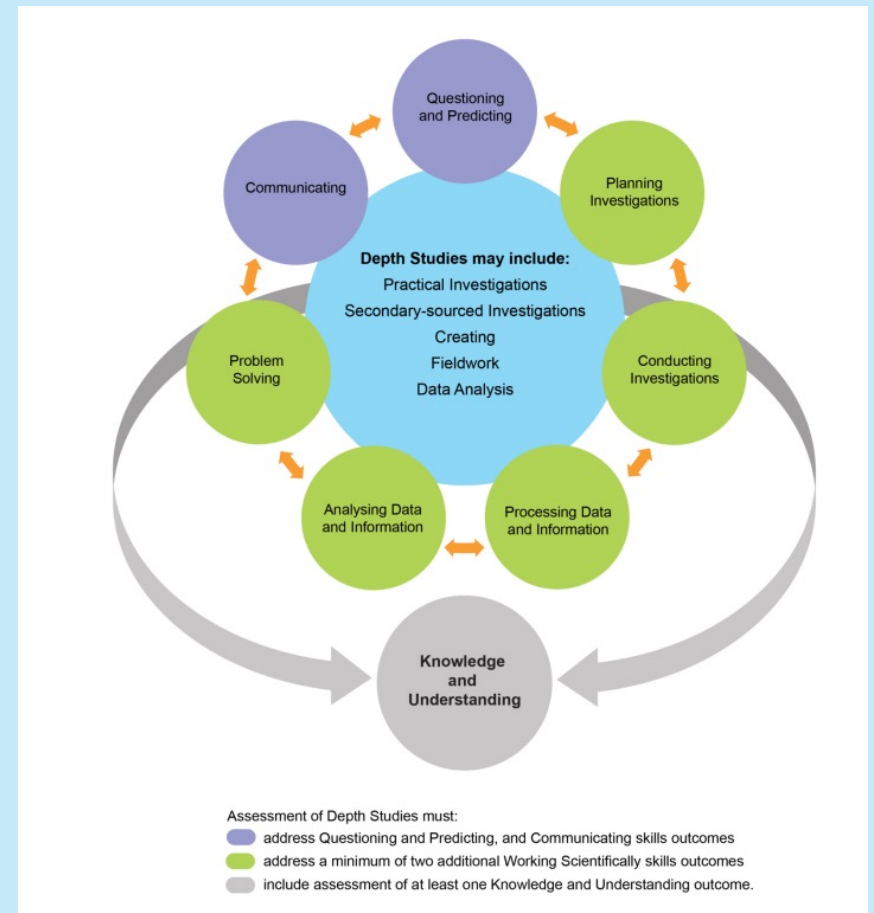 Questioning
and Predicting
Communicating
Planning
Investigations
Depth Studies may include:
Practical Investigations
Secondary-sourced Investigations
Creating
Fieldwork
Data Analysis
Problem
Solving
Conducting
Investigations
Analysing Data
and Information
Processing Data
and Information
Knowledge
and
Understanding
Assessment of Depth Studies must:
address Questioning and Predicting, and Communicating skills outcomes
address a minimum of two additional Working Scientifically skills outcomes
include assessment of at least one Knowledge and Understanding outcome.